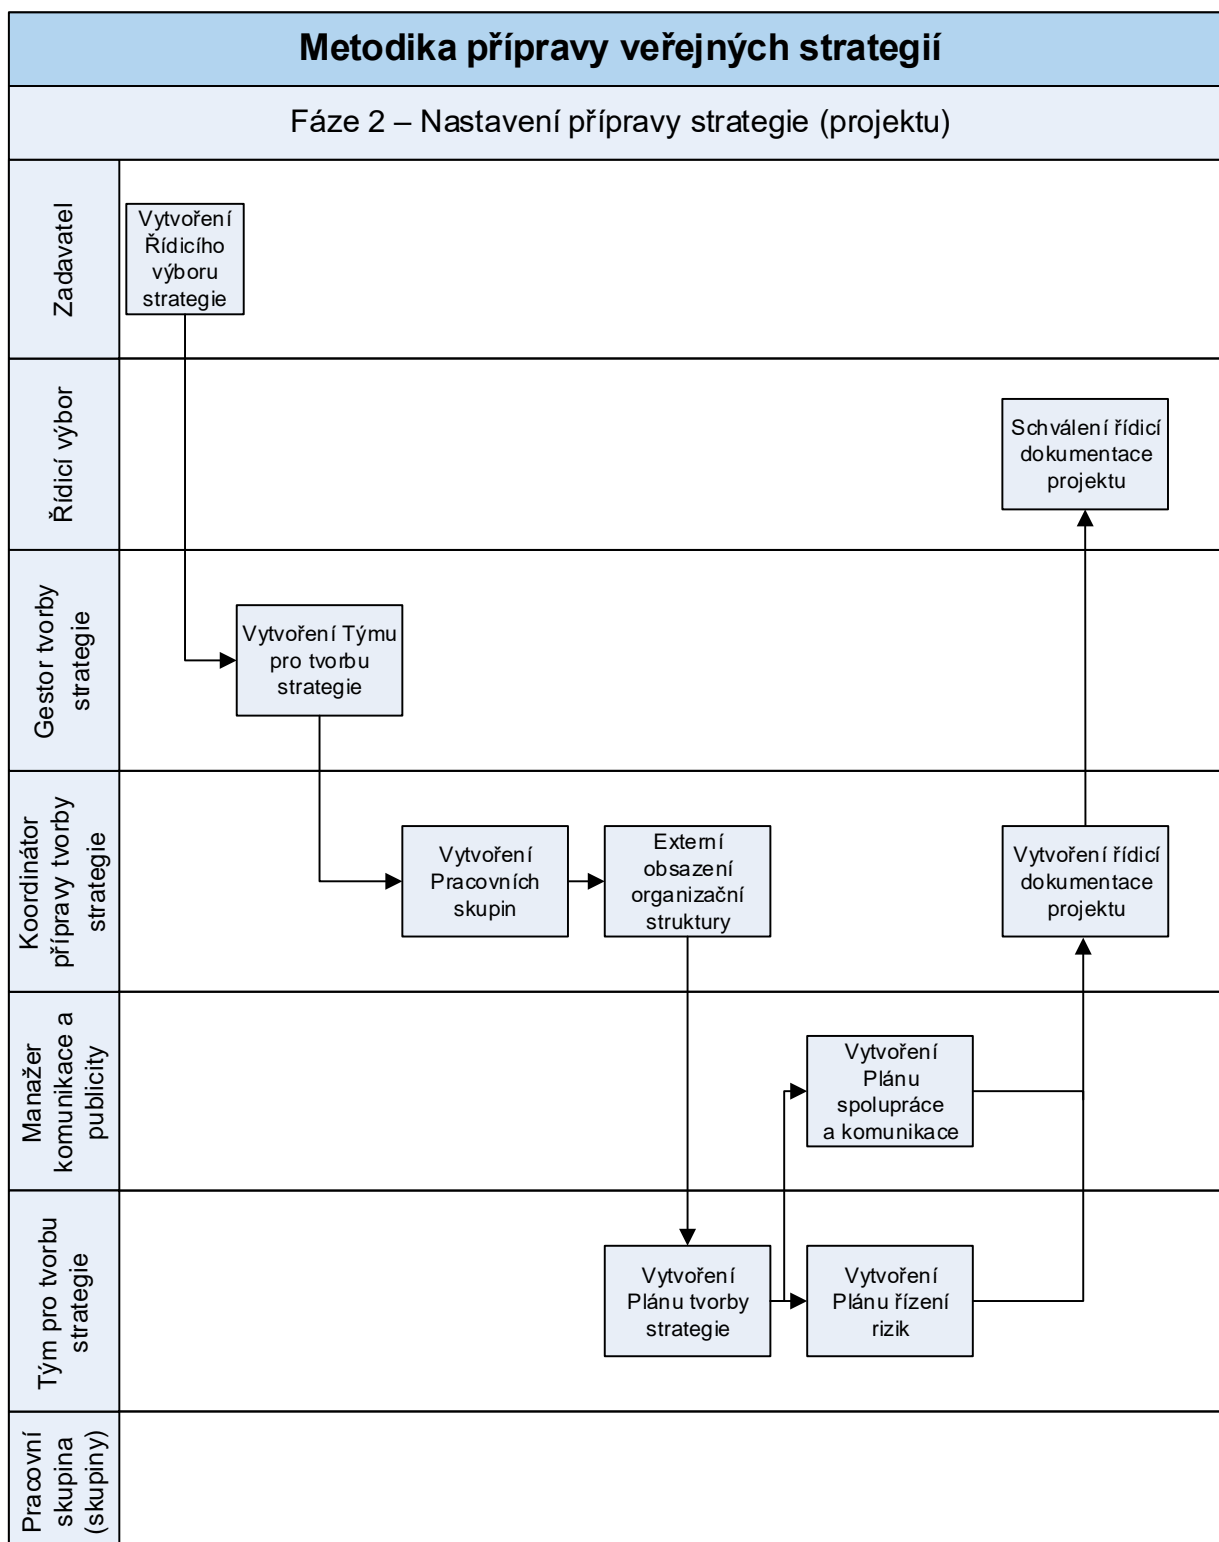 Metodika přípravy veřejných strategií
Fáze 2 – Nastavení přípravy strategie (projektu)
Zadavatel
Vytvoření
Řídicího
výboru
strategie
Řídicí výbor
Schválení řídicí
dokumentace
projektu
Gestor tvorby
strategie
Vytvoření Týmu
pro tvorbu
strategie
Koordinátor
přípravy tvorby
strategie
Vytvoření
Pracovních
skupin
Externí
obsazení
organizační
struktury
Vytvoření řídicí
dokumentace
projektu
Manažer
komunikace a
publicity
Vytvoření
Plánu
spolupráce
a komunikace
Tým pro tvorbu
strategie
Vytvoření
Plánu tvorby
strategie
Vytvoření
Plánu řízení
rizik
Pracovní
skupina
(skupiny)